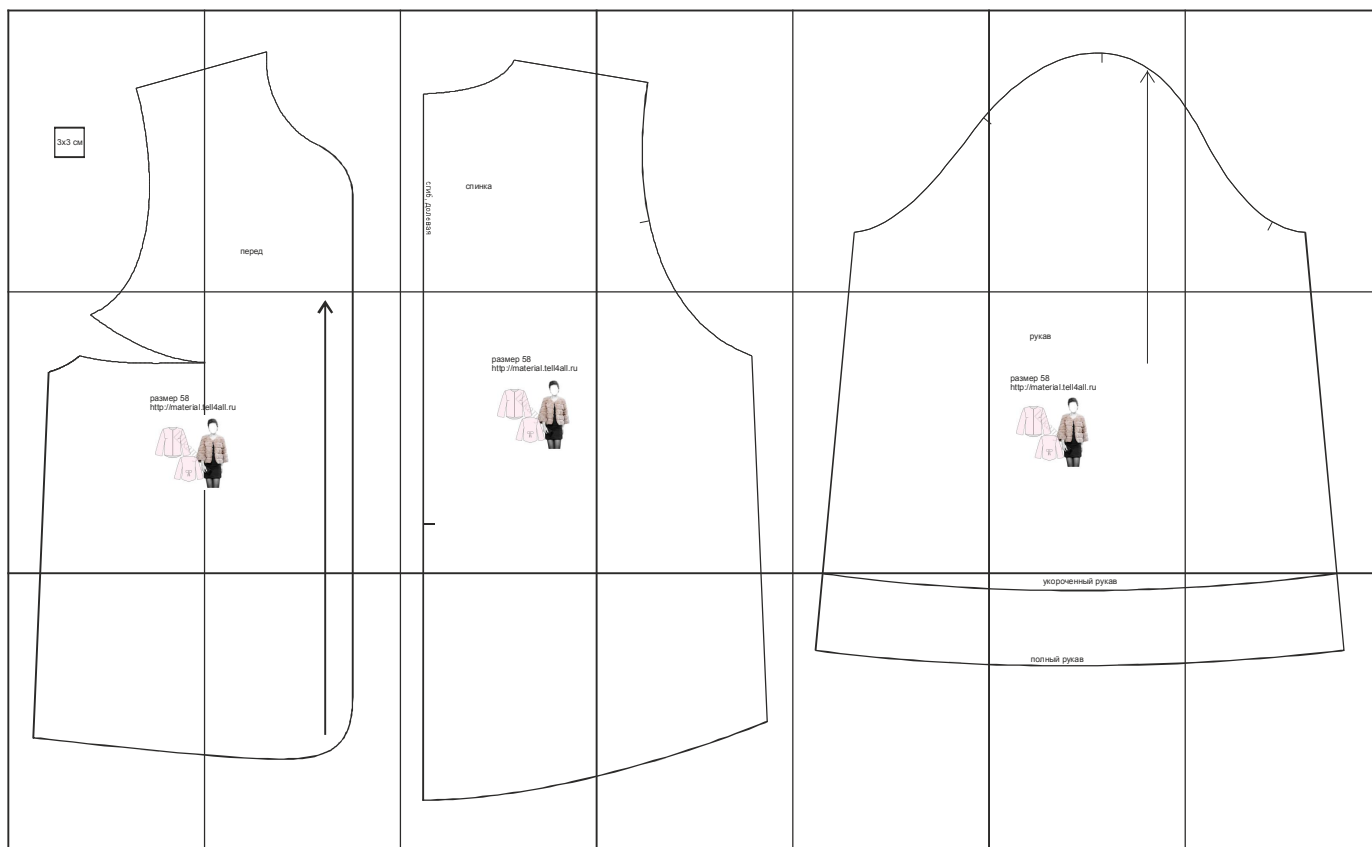 3x3 см
перед
размер 58
http://material.tell4all.ru
сгиб, долевая
спинка
размер 58
http://material.tell4all.ru
рукав
размер 58
http://material.tell4all.ru
укороченный рукав
полный рукав